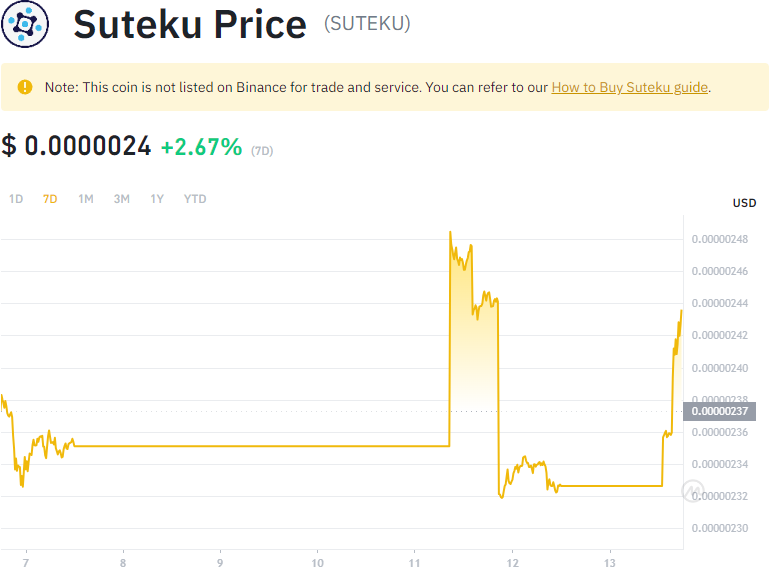 Suteku Price (SUTEKU)
Note: This coin is not listed on Binance for trade and service. You can refer to our How to Buy Suteku guide.
$ 0.0000024 +2.67% (7D)
1D 7D 1M 3M 1Y YTD
USD
0.00000248
0.00000246
0.00000244
0.00000242
0.00000240
0.00000238
0.00000237
0.00000236
0.00000234
0.00000232
0.00000230
7 8 9 10 11 12 13